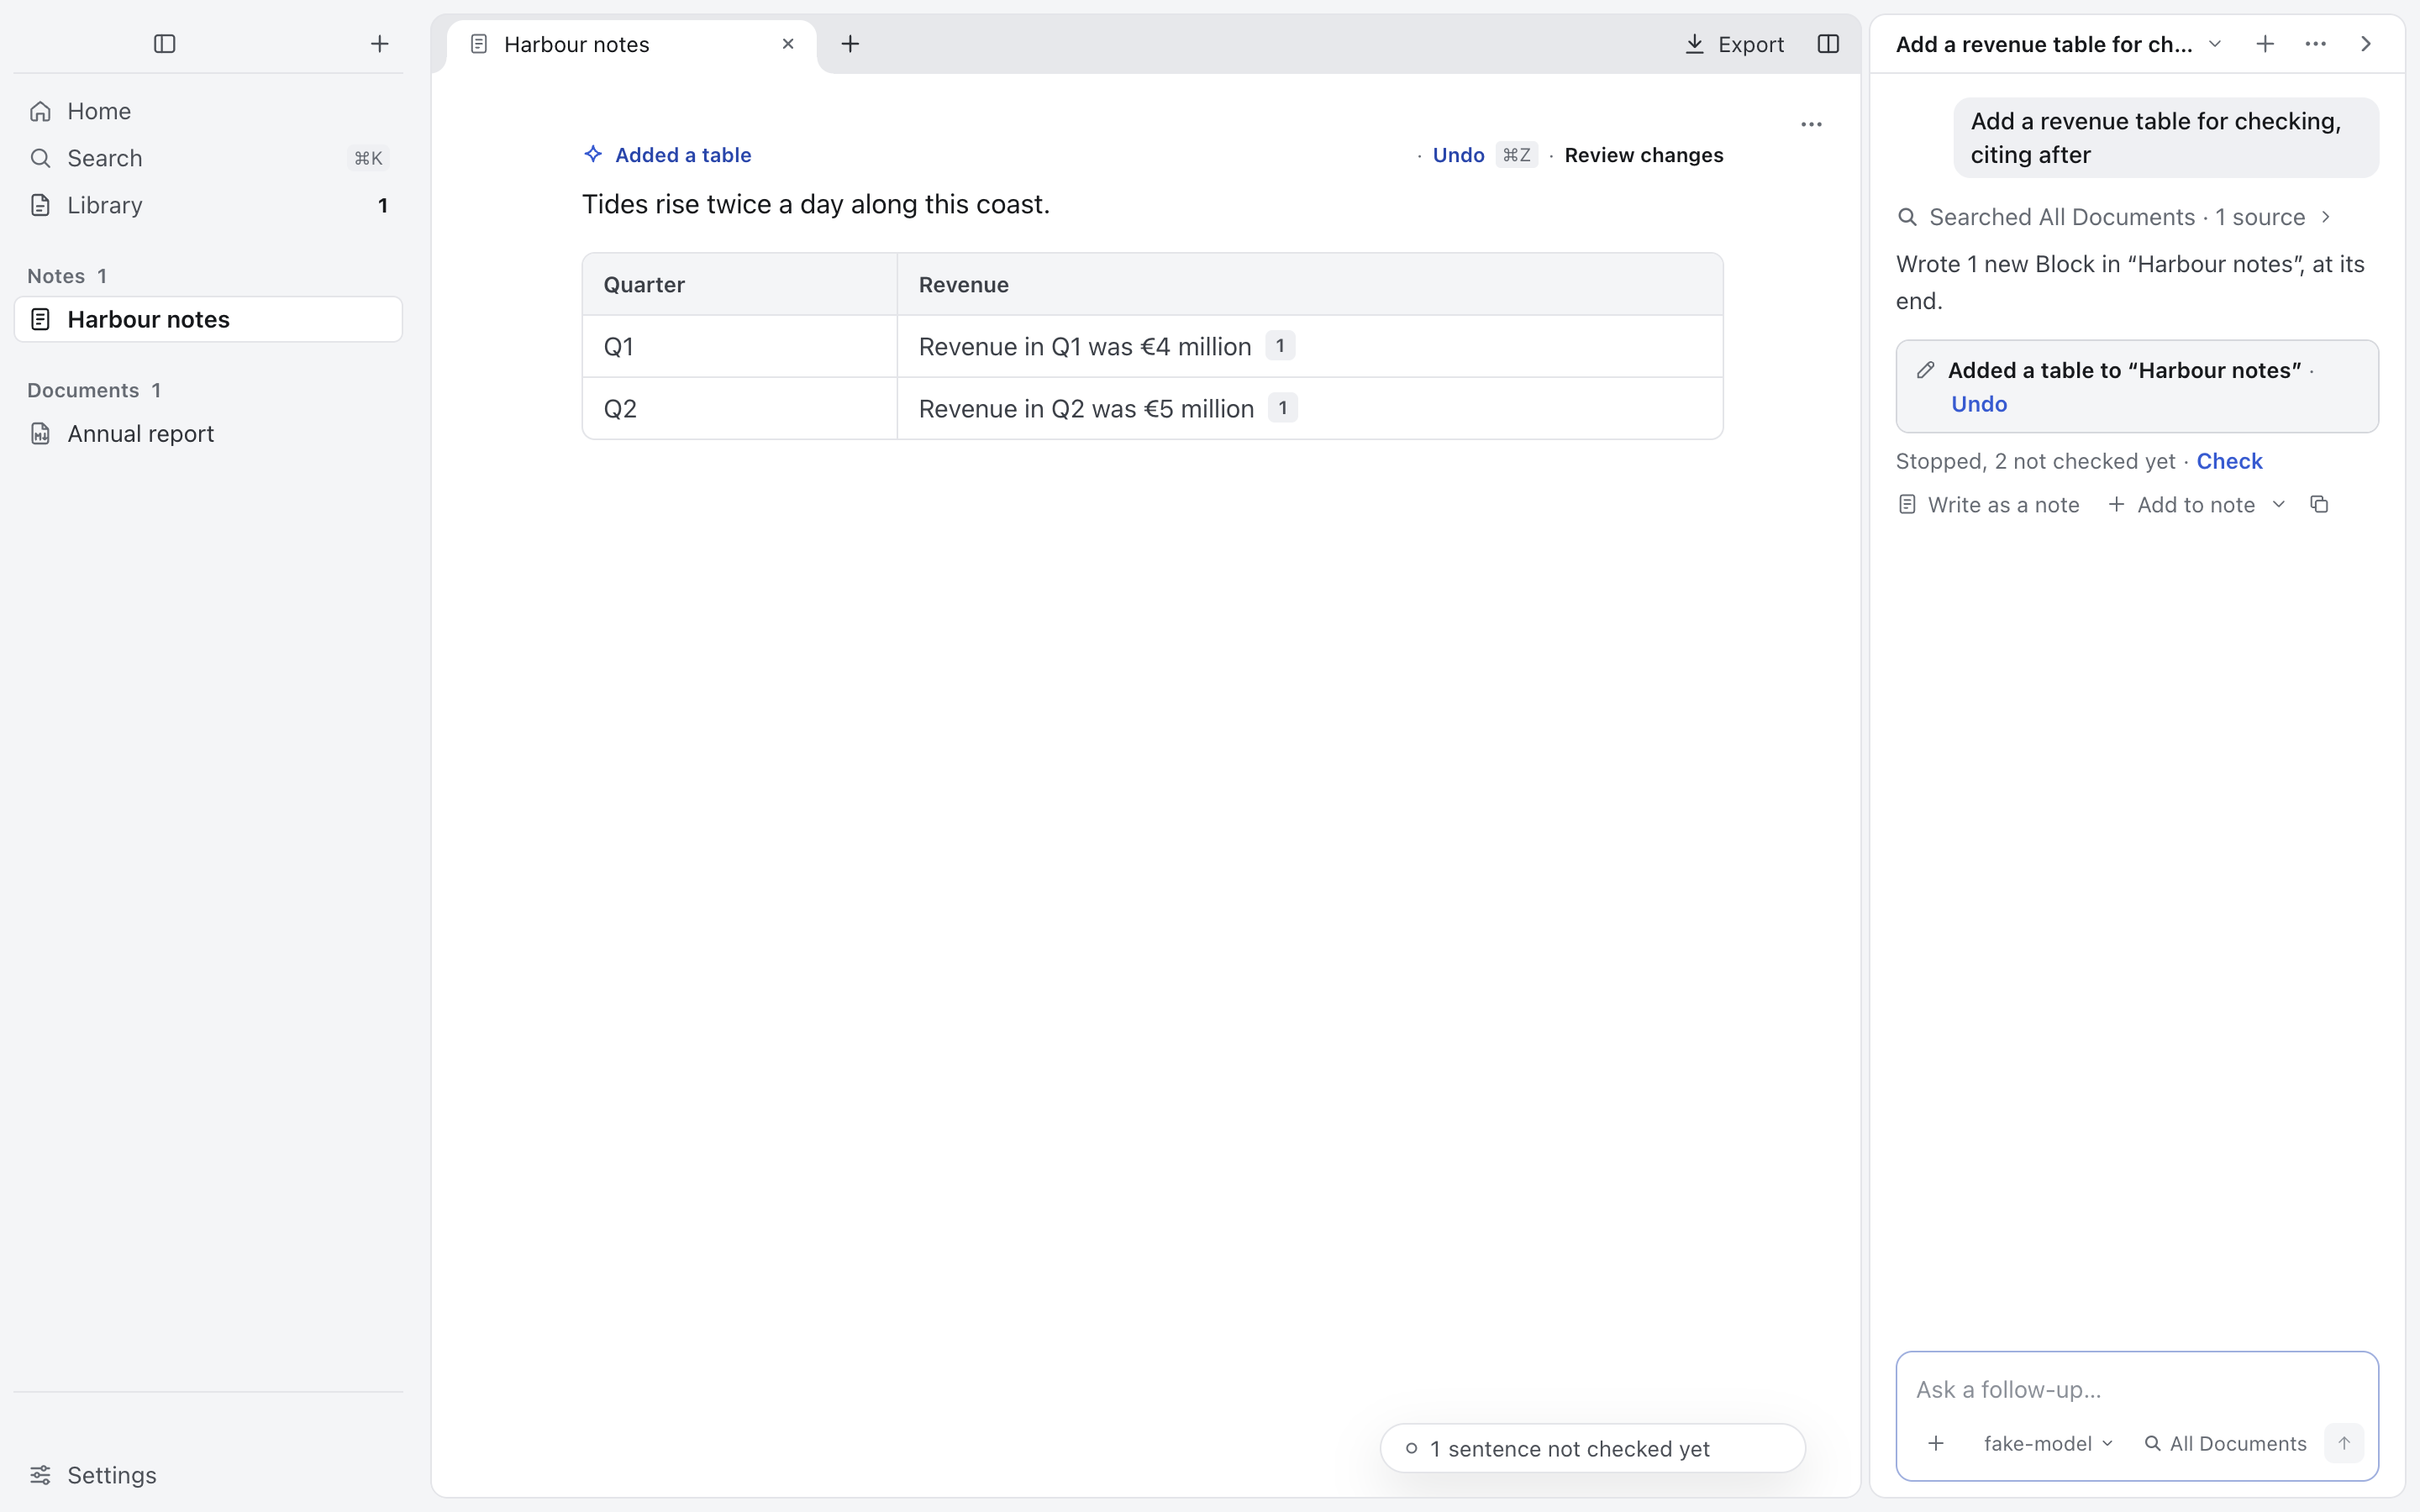 Home
Search ⌘K
Library 1
Notes 1
Harbour notes
Documents 1
Annual report
Settings
Harbour notes
Export
Added a table · Undo ⌘Z · Review changes
Tides rise twice a day along this coast.
Quarter Revenue
Q1 Revenue in Q1 was €4 million 1
Q2 Revenue in Q2 was €5 million 1
1 sentence not checked yet
Add a revenue table for ch...
Add a revenue table for checking,
citing after
Searched All Documents · 1 source
Wrote 1 new Block in “Harbour notes”, at its
end.
Added a table to “Harbour notes” ·
Undo
Stopped, 2 not checked yet · Check
Write as a note Add to note
Ask a follow-up...
fake-model All Documents